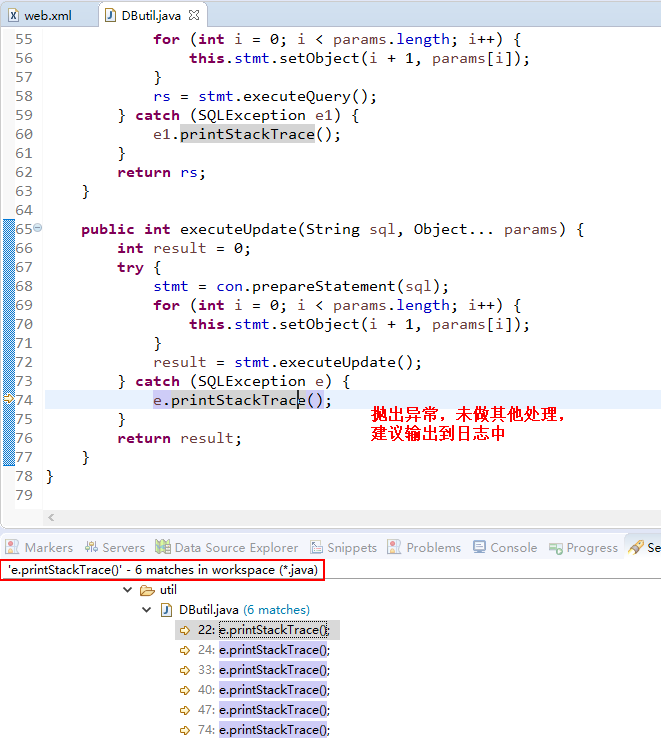 web.xml DButil.java
55 for (int i = 0; i < params.length; i++) {
56 this.stmt.setObject(i + 1, params[i]);
57 }
58 rs = stmt.executeQuery();
59 } catch (SQLException e1) {
60 e1.printStackTrace();
61 }
62 return rs;
63 }
64
65 public int executeUpdate(String sql, Object... params) {
66 int result = 0;
67 try {
68 stmt = con.prepareStatement(sql);
69 for (int i = 0; i < params.length; i++) {
70 this.stmt.setObject(i + 1, params[i]);
71 }
72 result = stmt.executeUpdate();
73 } catch (SQLException e) {
74 e.printStackTrace();
抛出异常，未做其他处理，
建议输出到日志中
75 }
76 return result;
77 }
78 }
79
Markers Servers Data Source Explorer Snippets Problems Console Progress Se
'e.printStackTrace()' - 6 matches in workspace (*.java)
util
DButil.java (6 matches)
22: e.printStackTrace();
24: e.printStackTrace();
33: e.printStackTrace();
40: e.printStackTrace();
47: e.printStackTrace();
74: e.printStackTrace();